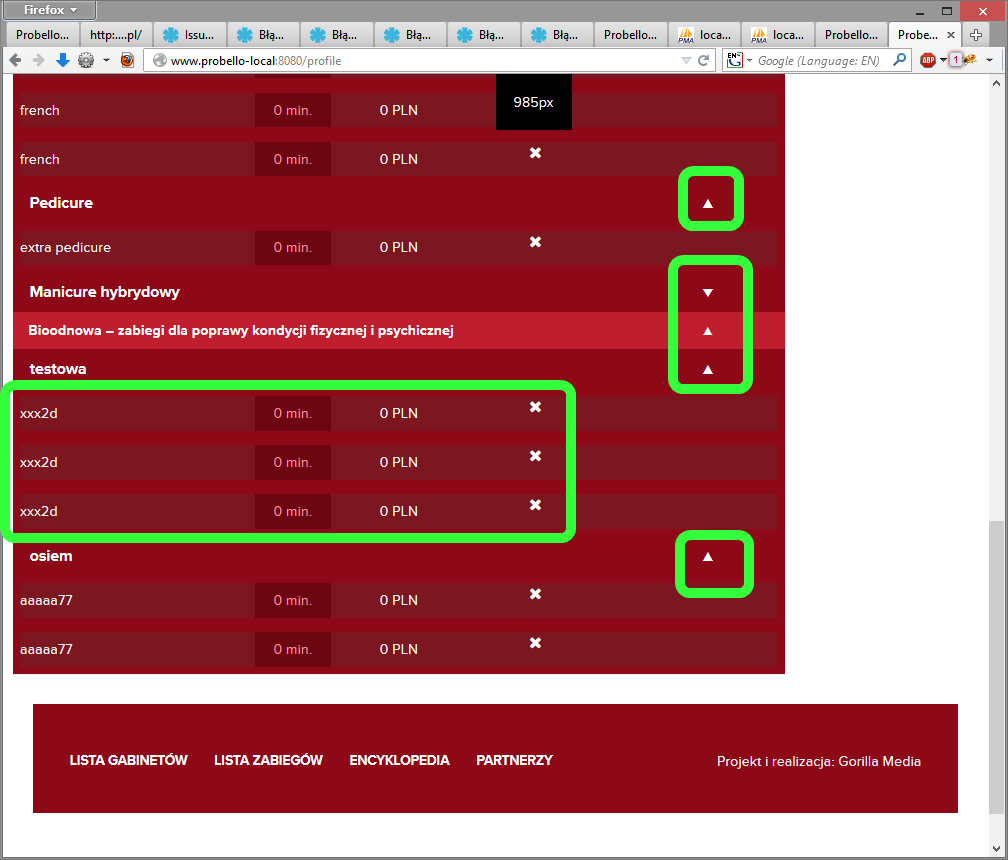 Firefox
Probello... http:....pl/ Issu... Błą... Błą... Błą... Błą... Błą... Probello... loca... loca... Probello... Probe...
www.probello-local:8080/profile EN Google (Language: EN) ABP 1
985px
french 0 min. 0 PLN
french 0 min. 0 PLN
Pedicure
extra pedicure 0 min. 0 PLN
Manicure hybrydowy
Bioodnowa – zabiegi dla poprawy kondycji fizycznej i psychicznej
testowa
xxx2d 0 min. 0 PLN
xxx2d 0 min. 0 PLN
xxx2d 0 min. 0 PLN
osiem
aaaaa77 0 min. 0 PLN
aaaaa77 0 min. 0 PLN
LISTA GABINETÓW LISTA ZABIEGÓW ENCYKLOPEDIA PARTNERZY Projekt i realizacja: Gorilla Media